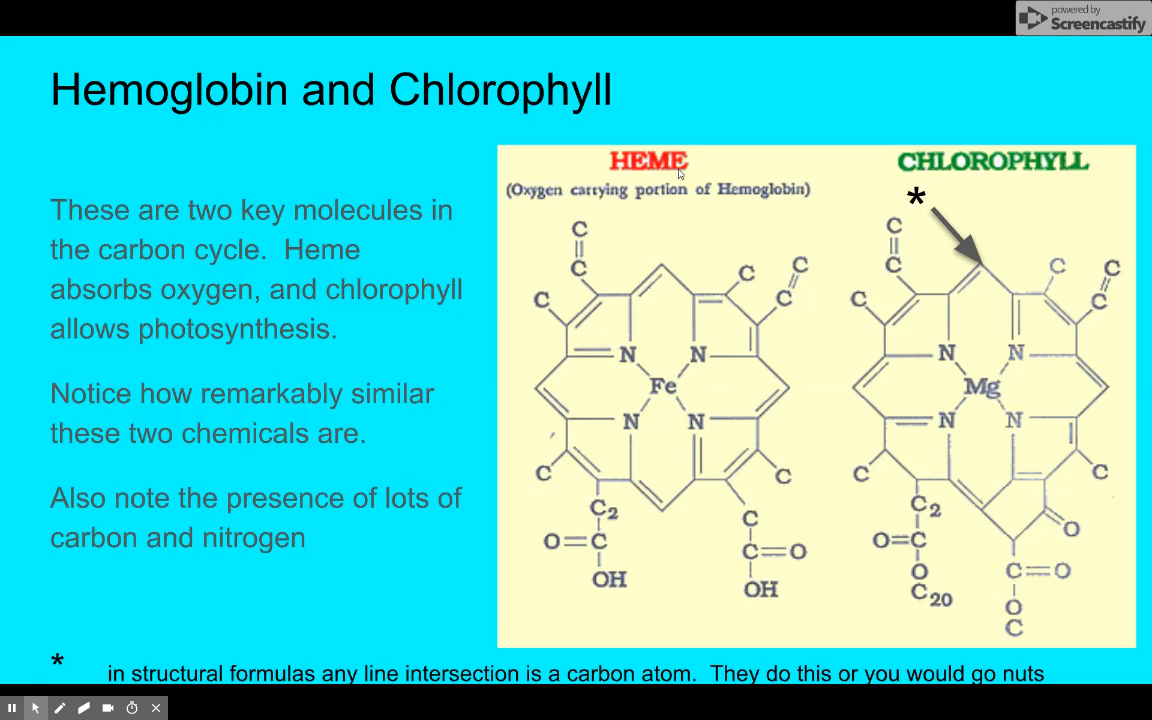 powered by
Screencastify
Hemoglobin and Chlorophyll
These are two key molecules in
the carbon cycle.  Heme
absorbs oxygen, and chlorophyll
allows photosynthesis.
Notice how remarkably similar
these two chemicals are.
Also note the presence of lots of
carbon and nitrogen
HEME
(Oxygen carrying portion of Hemoglobin)
C
C
C
C
C
C
N N
Fe
N N
C
C
C2
C
O=C
C=O
OH
OH
CHLOROPHYLL
*
C
C
C
C
C
C
N N
Mg
N N
C
C
C2
O
O=C
O
C=O
C20
O
C
*
in structural formulas any line intersection is a carbon atom.  They do this or you would go nuts